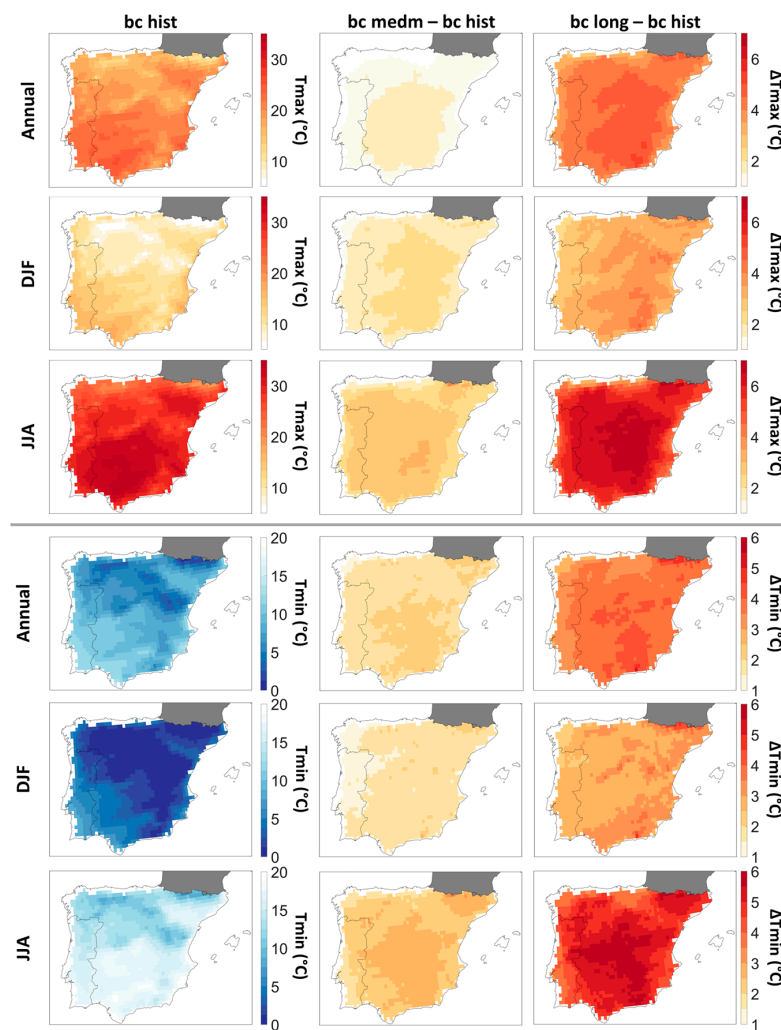 bc hist
bc medm – bc hist
bc long – bc hist
Annual
30
20
10
Tmax (°C)
6
4
2
ΔTmax (°C)
DJF
30
20
10
Tmax (°C)
6
4
2
ΔTmax (°C)
JJA
30
20
10
Tmax (°C)
6
4
2
ΔTmax (°C)
Annual
20
15
10
5
0
Tmin (°C)
6
5
4
3
2
1
ΔTmin (°C)
DJF
20
15
10
5
0
Tmin (°C)
6
5
4
3
2
1
ΔTmin (°C)
JJA
20
15
10
5
0
Tmin (°C)
6
5
4
3
2
1
ΔTmin (°C)